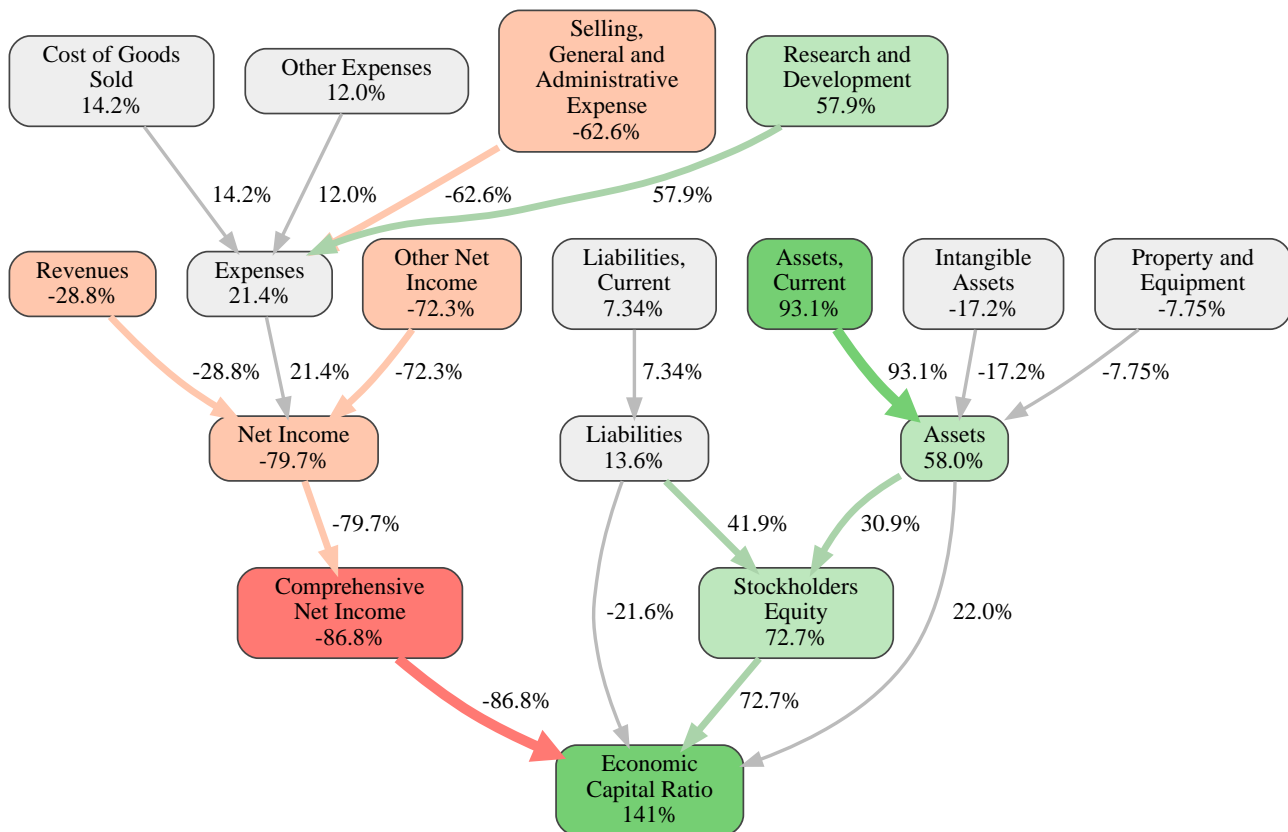 Cost of Goods
Sold
14.2%
Other Expenses
12.0%
Selling,
General and
Administrative
Expense
-62.6%
Research and
Development
57.9%
14.2%
12.0%
-62.6%
57.9%
Revenues
-28.8%
Expenses
21.4%
Other Net
Income
-72.3%
Liabilities,
Current
7.34%
Assets,
Current
93.1%
Intangible
Assets
-17.2%
Property and
Equipment
-7.75%
-28.8%
21.4%
-72.3%
7.34%
93.1%
-17.2%
-7.75%
Net Income
-79.7%
Liabilities
13.6%
Assets
58.0%
-79.7%
41.9%
30.9%
Comprehensive
Net Income
-86.8%
-21.6%
Stockholders
Equity
72.7%
22.0%
-86.8%
72.7%
Economic
Capital Ratio
141%